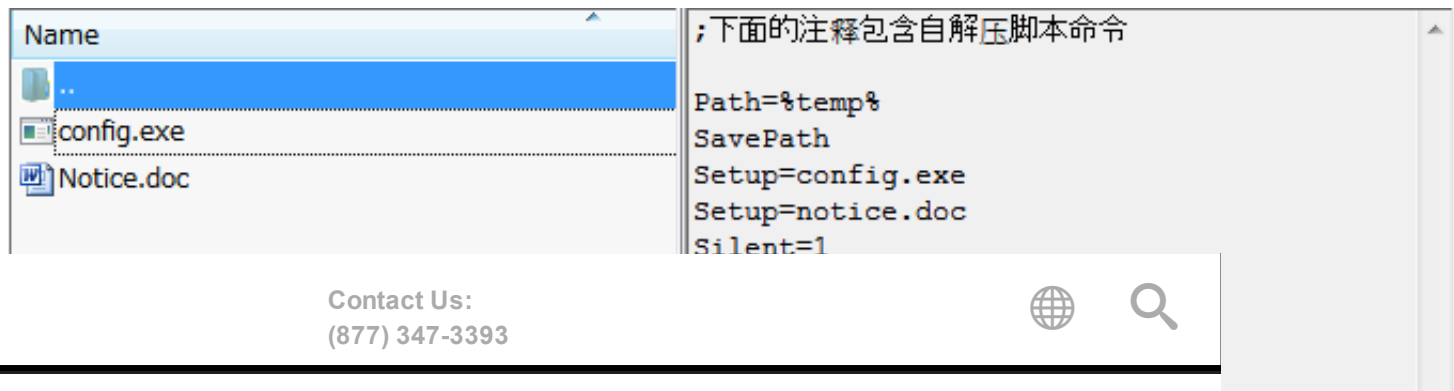 Name
..
config.exe
Notice.doc
;下面的注释包含自解压脚本命令
Path=%temp%
SavePath
Setup=config.exe
Setup=notice.doc
Silent=1
Contact Us:
(877) 347-3393